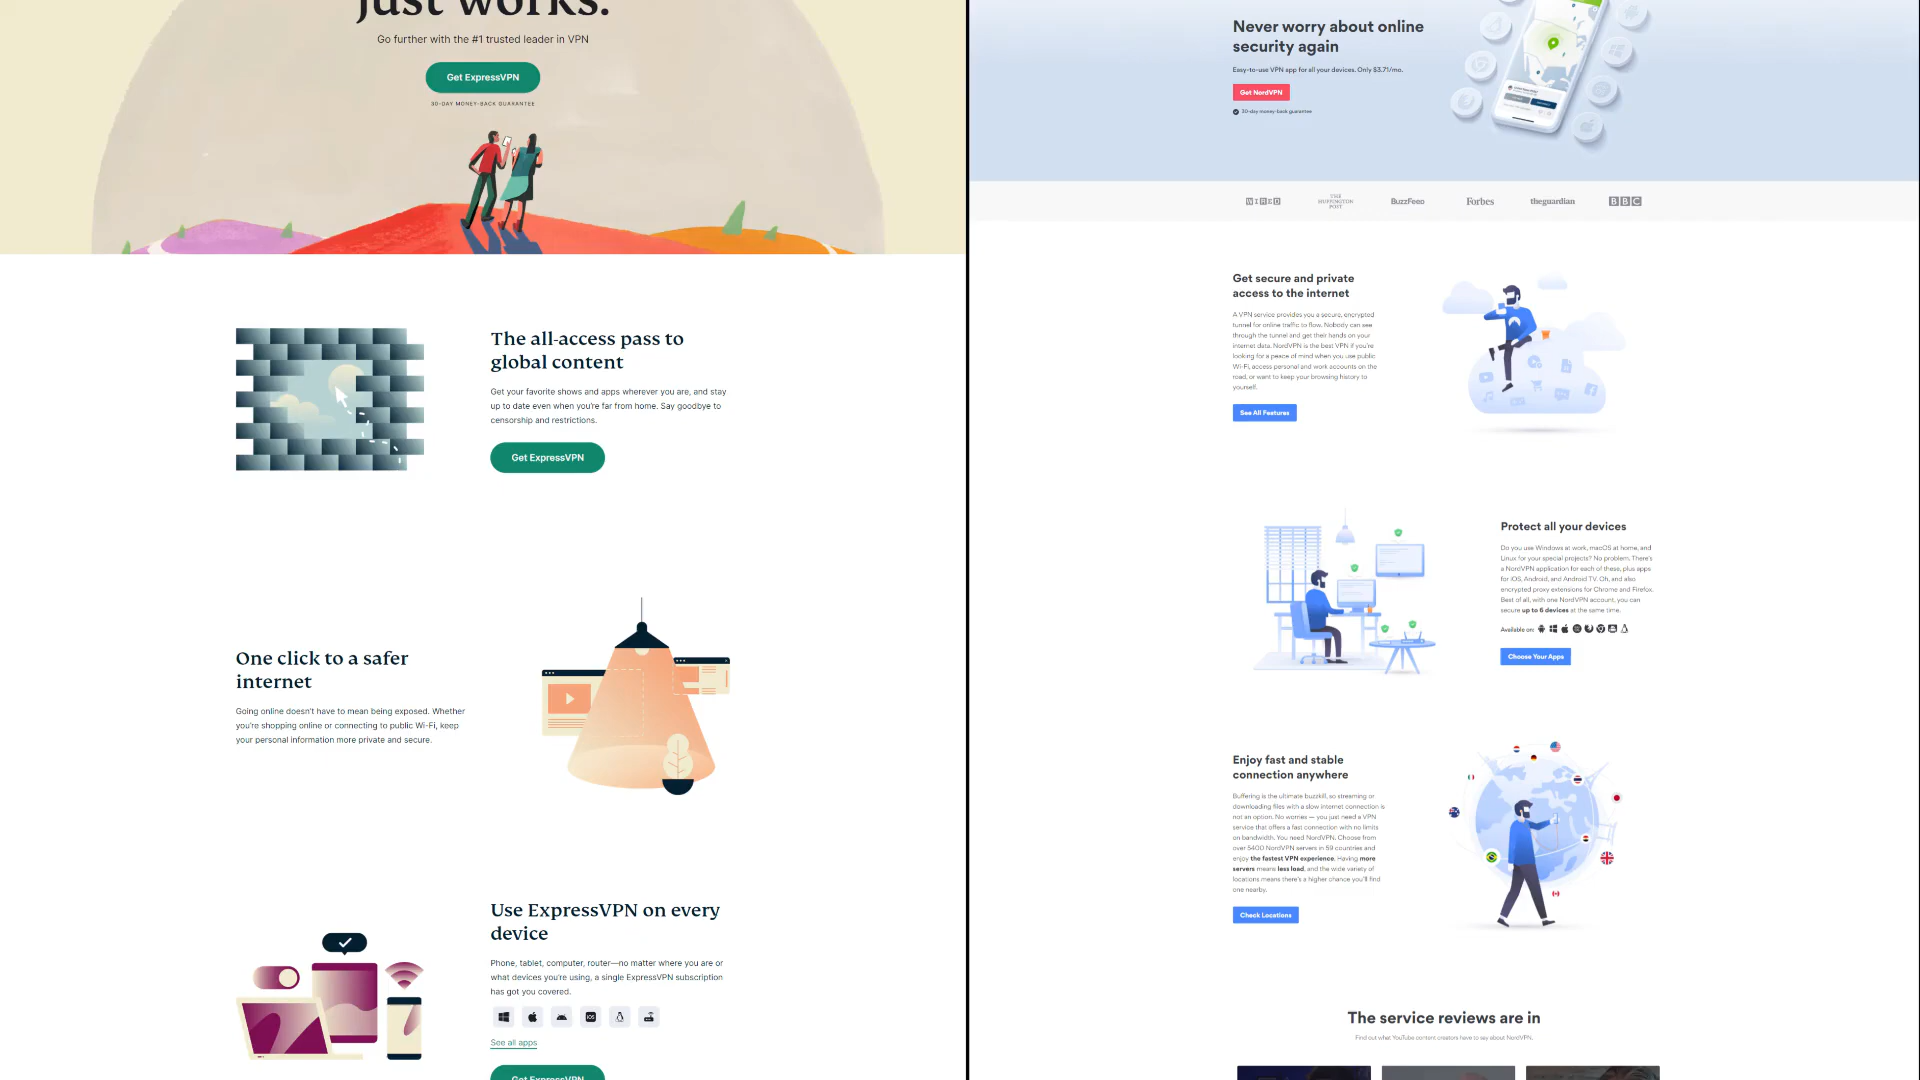 just works.
Go further with the #1 trusted leader in VPN
Get ExpressVPN
30-DAY MONEY-BACK GUARANTEE
The all-access pass to
global content
Get your favorite shows and apps wherever you are, and stay
up to date even when you're far from home. Say goodbye to
censorship and restrictions.
Get ExpressVPN
One click to a safer
internet
Going online doesn't have to mean being exposed. Whether
you're shopping online or connecting to public Wi-Fi, keep
your personal information more private and secure.
Use ExpressVPN on every
device
Phone, tablet, computer, router—no matter where you are or
what devices you're using, a single ExpressVPN subscription
has got you covered.
iOS
See all apps
Get ExpressVPN
Never worry about online
security again
Easy-to-use VPN app for all your devices. Only $3.71/mo.
Get NordVPN
30-day money-back guarantee
WIRED
THE
HUFFINGTON
POST
BuzzFeed
Forbes
theguardian
BBC
Get secure and private
access to the internet
A VPN service provides you a secure, encrypted
tunnel for online traffic to flow. Nobody can see
through the tunnel and get their hands on your
internet data. NordVPN is the best VPN if you're
looking for a peace of mind when you use public
Wi-Fi, access personal and work accounts on the
road, or want to keep your browsing history to
yourself.
See All Features
Protect all your devices
Do you use Windows at work, macOS at home, and
Linux for your special projects? No problem. There's
a NordVPN application for each of these, plus apps
for iOS, Android, and Android TV. Oh, and also
encrypted proxy extensions for Chrome and Firefox.
Best of all, with one NordVPN account, you can
secure up to 6 devices at the same time.
Available on:
Choose Your Apps
Enjoy fast and stable
connection anywhere
Buffering is the ultimate buzzkill, so streaming or
downloading files with a slow internet connection is
not an option. No worries — you just need a VPN
service that offers a fast connection with no limits
on bandwidth. You need NordVPN. Choose from
over 5400 NordVPN servers in 59 countries and
enjoy the fastest VPN experience. Having more
servers means less load, and the wide variety of
locations means there's a higher chance you'll find
one nearby.
Check Locations
The service reviews are in
Find out what YouTube content creators have to say about NordVPN.